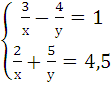 { 3/x − 4/y = 1
2/x + 5/y = 4,5